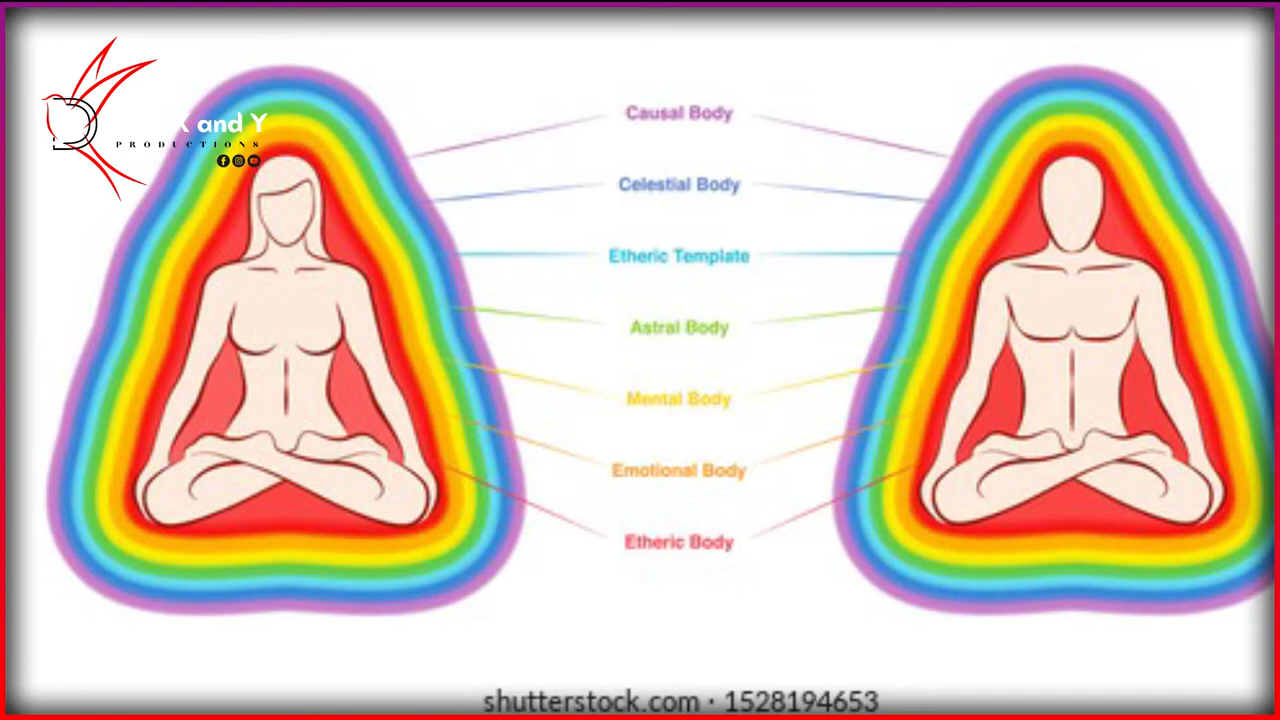 and Y
PRODUCTIONS
Causal Body
Celestial Body
Etheric Template
Astral Body
Mental Body
Emotional Body
Etheric Body
shutterstock.com · 1528194653